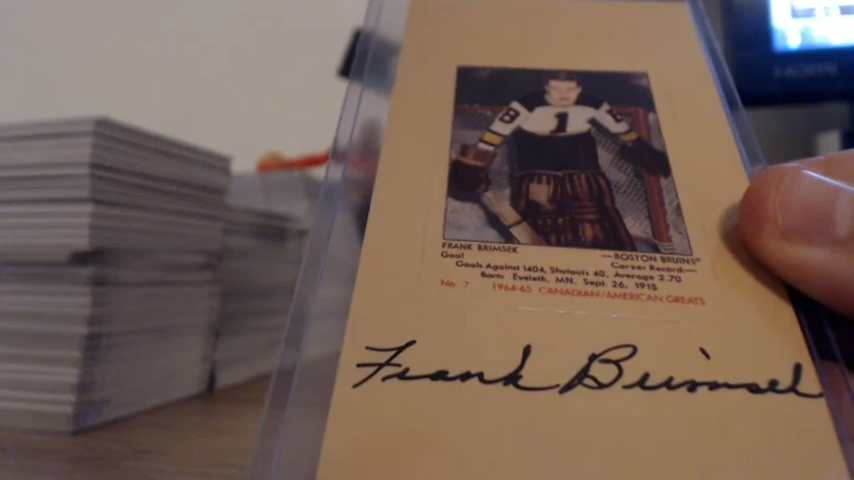 B 1
FRANK BRIMSEK —BOSTON BRUINS"
Goal Career Record—
Goals Against 1404, Shutouts 40, Average 2.70
Born: Eveleth, MN, Sept. 26, 1915
No. 7 1964-65 CANADIAN/AMERICAN GREATS
Frank Brimsek